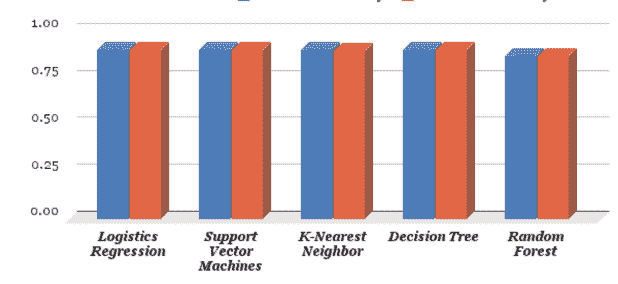 1.00
0.75
0.50
0.25
0.00
Logistics
Regression
Support
Vector
Machines
K-Nearest
Neighbor
Decision Tree
Random
Forest